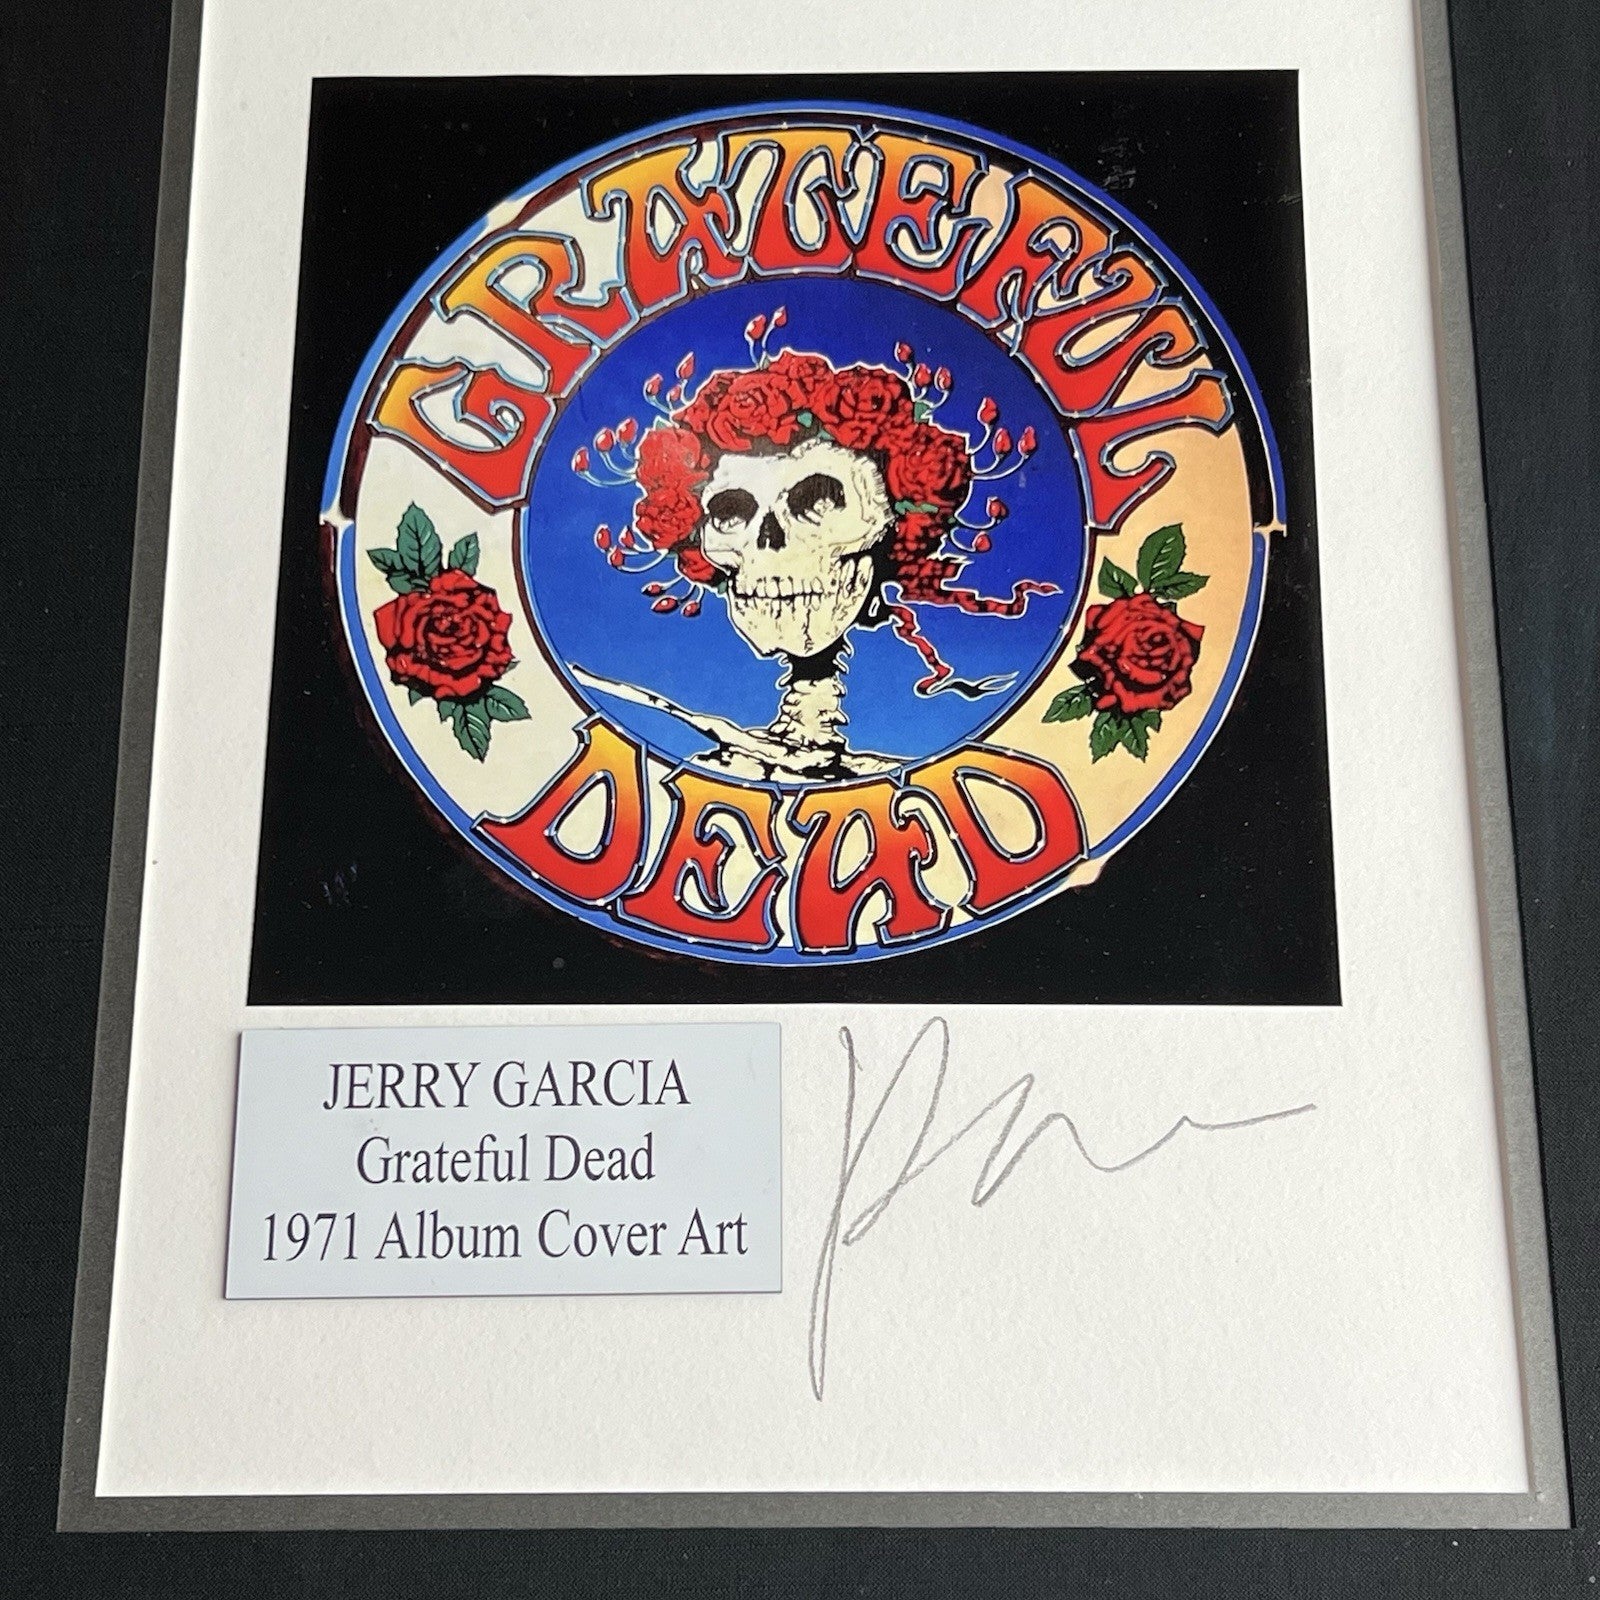 GRATEFUL
DEAD
JERRY GARCIA
Grateful Dead
1971 Album Cover Art